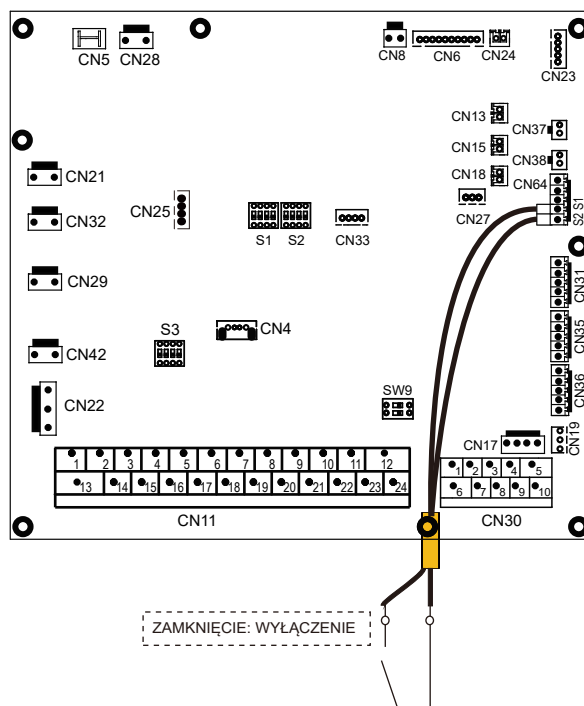 CN5
CN28
CN8
CN6
CN24
CN23
CN13
CN37
CN15
CN38
CN18
CN64
CN21
CN25
CN27
S1
S2
CN32
S1
S2
CN33
CN29
CN31
S3
CN4
CN35
CN42
SW9
CN36
CN22
CN17
CN19
1 2 3 4 5 6 7 8 9 10 11 12
13 14 15 16 17 18 19 20 21 22 23 24
1 2 3 4 5
6 7 8 9 10
CN11
CN30
ZAMKNIĘCIE: WYŁĄCZENIE